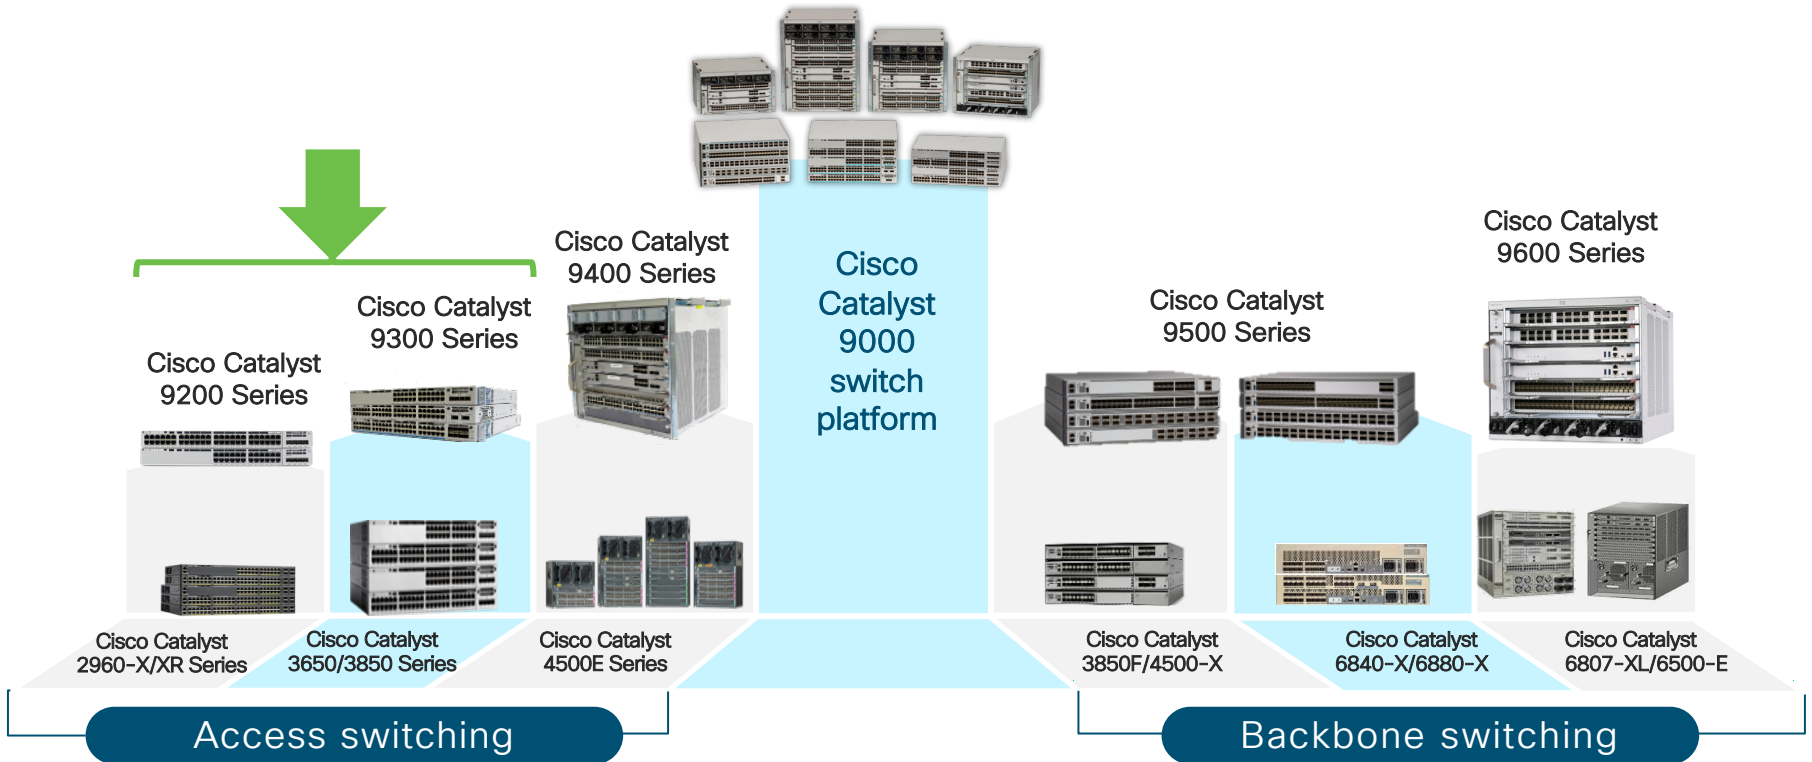 Cisco Catalyst
9200 Series
Cisco Catalyst
9300 Series
Cisco Catalyst
9400 Series
Cisco
Catalyst
9000
switch
platform
Cisco Catalyst
9500 Series
Cisco Catalyst
9600 Series
Cisco Catalyst
2960-X/XR Series
Cisco Catalyst
3650/3850 Series
Cisco Catalyst
4500E Series
Cisco Catalyst
3850F/4500-X
Cisco Catalyst
6840-X/6880-X
Cisco Catalyst
6807-XL/6500-E
Access switching
Backbone switching